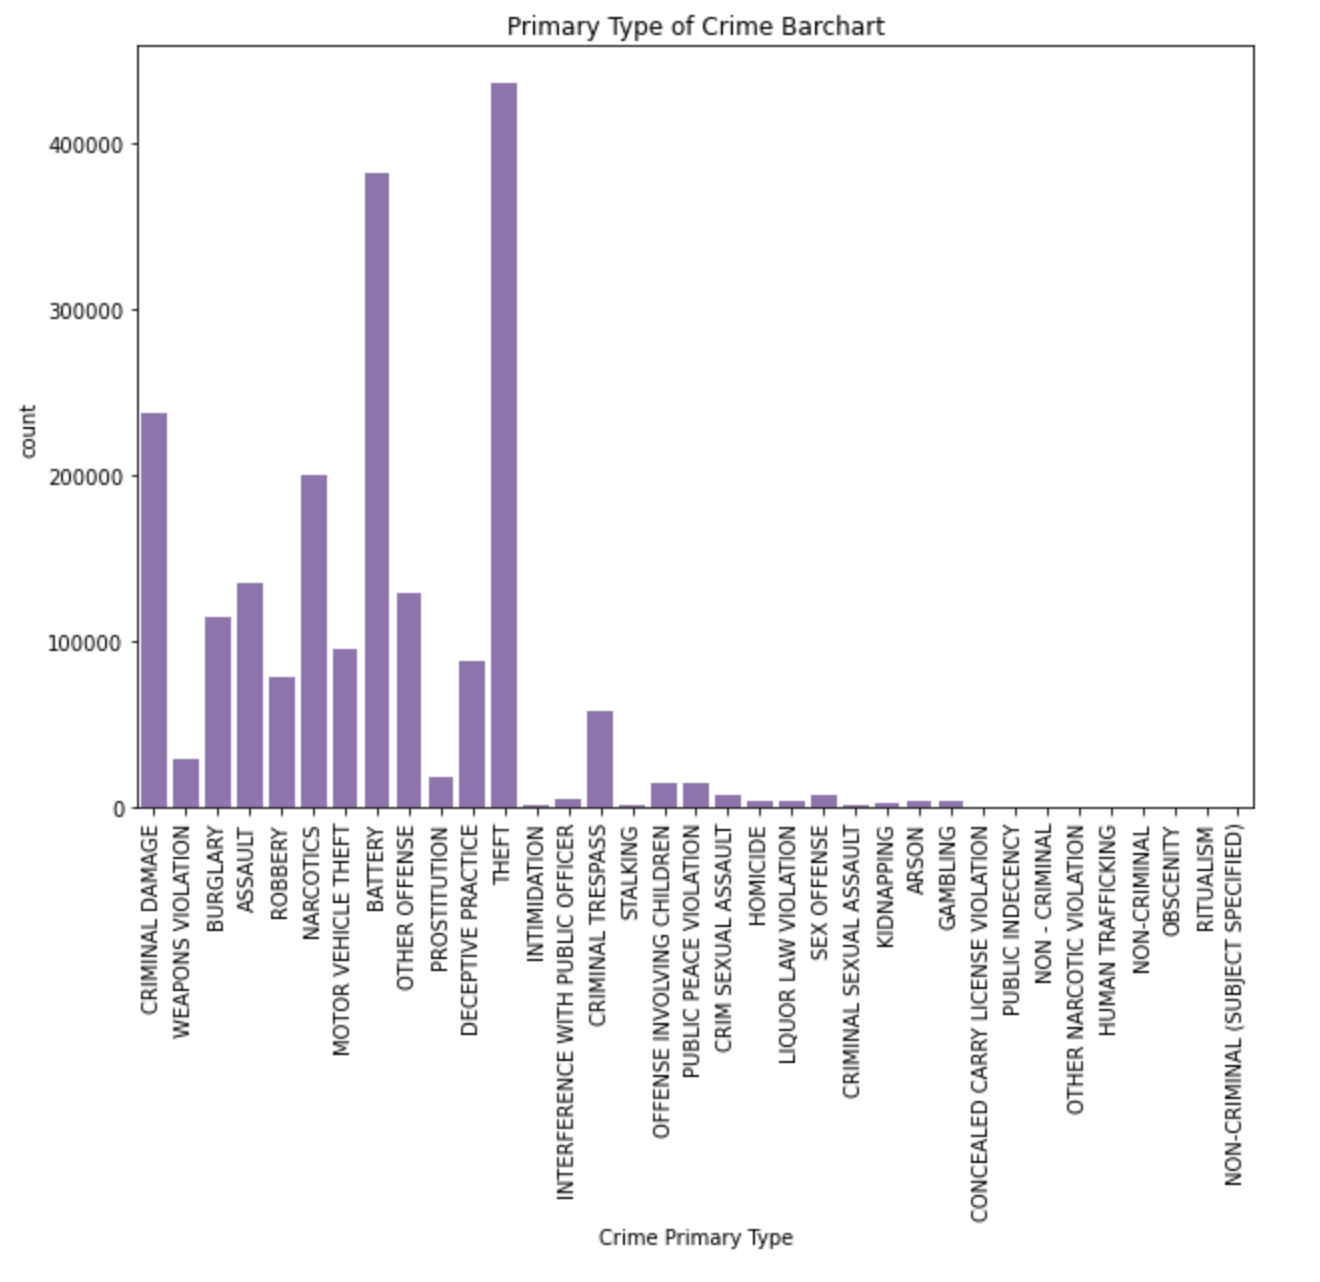 Primary Type of Crime Barchart
400000
300000
200000
100000
0
count
CRIMINAL DAMAGE
WEAPONS VIOLATION
BURGLARY
ASSAULT
ROBBERY
NARCOTICS
MOTOR VEHICLE THEFT
BATTERY
OTHER OFFENSE
PROSTITUTION
DECEPTIVE PRACTICE
THEFT
INTIMIDATION
INTERFERENCE WITH PUBLIC OFFICER
CRIMINAL TRESPASS
STALKING
OFFENSE INVOLVING CHILDREN
PUBLIC PEACE VIOLATION
CRIM SEXUAL ASSAULT
HOMICIDE
LIQUOR LAW VIOLATION
SEX OFFENSE
CRIMINAL SEXUAL ASSAULT
KIDNAPPING
ARSON
GAMBLING
CONCEALED CARRY LICENSE VIOLATION
PUBLIC INDECENCY
NON - CRIMINAL
OTHER NARCOTIC VIOLATION
HUMAN TRAFFICKING
NON-CRIMINAL
OBSCENITY
RITUALISM
NON-CRIMINAL (SUBJECT SPECIFIED)
Crime Primary Type